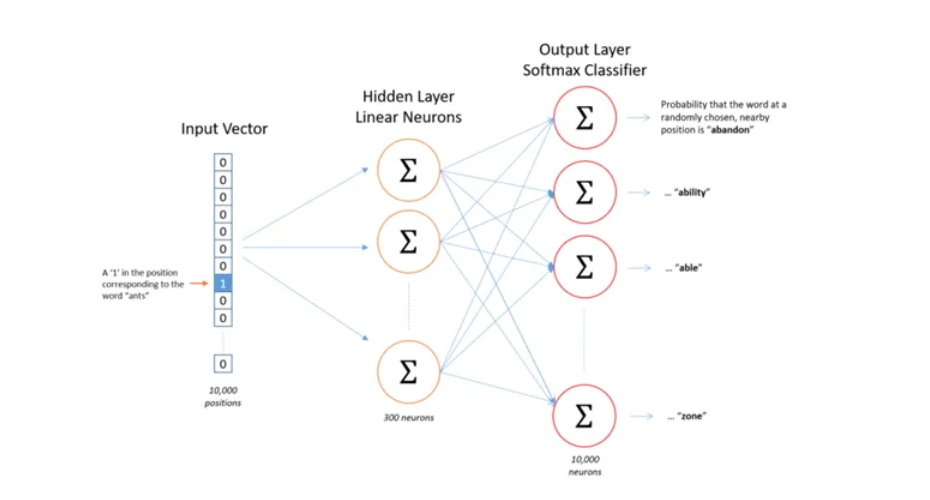 Output Layer
Softmax Classifier
Hidden Layer
Linear Neurons
Input Vector
Probability that the word at a
randomly chosen, nearby
position is "abandon"
... "ability"
... "able"
... "zone"
Σ
Σ
Σ
Σ
Σ
Σ
Σ
0
0
0
0
0
0
0
1
0
0
0
A '1' in the position
corresponding to the
word "ants"
10,000
positions
300 neurons
10,000
neurons